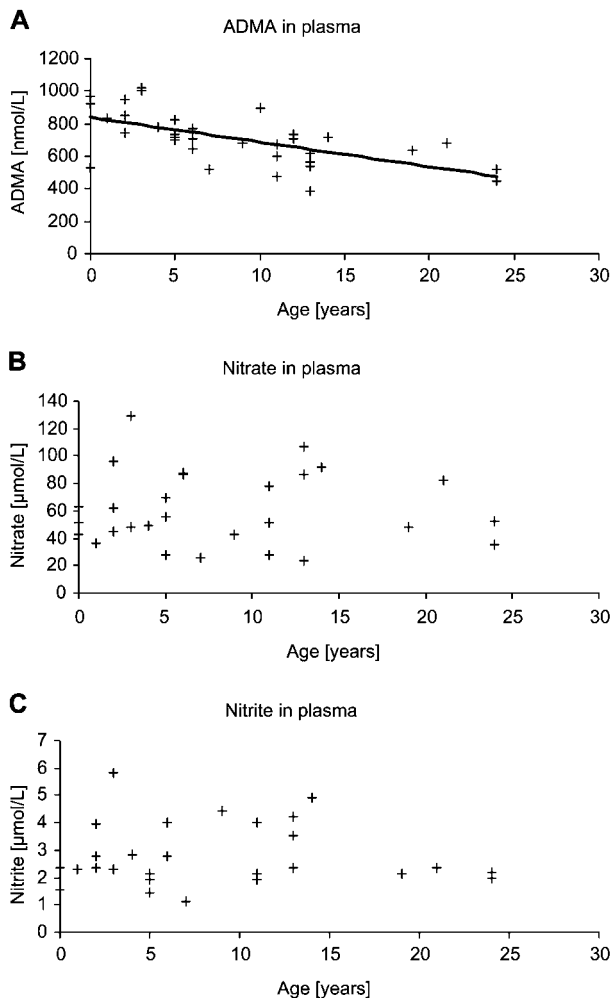 A
ADMA in plasma
1200
1000
800
600
400
200
0
ADMA [nmol/L]
0 5 10 15 20 25 30
Age [years]
B
Nitrate in plasma
140
120
100
80
60
40
20
0
Nitrate [µmol/L]
0 5 10 15 20 25 30
Age [years]
C
Nitrite in plasma
7
6
5
4
3
2
1
0
Nitrite [µmol/L]
0 5 10 15 20 25 30
Age [years]